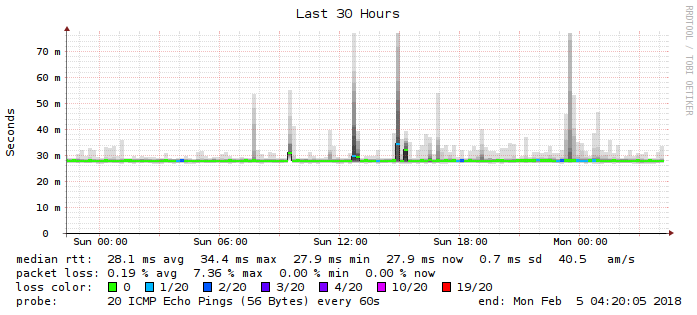 Last 30 Hours
RRDTOOL / TOBI OETIKER
Seconds
70 m
60 m
50 m
40 m
30 m
20 m
10 m
0
Sun 00:00 Sun 06:00 Sun 12:00 Sun 18:00 Mon 00:00
median rtt: 28.1 ms avg 34.4 ms max 27.9 ms min 27.9 ms now 0.7 ms sd 40.5 am/s
packet loss: 0.19 % avg 7.36 % max 0.00 % min 0.00 % now
loss color: 0 1/20 2/20 3/20 4/20 10/20 19/20
probe: 20 ICMP Echo Pings (56 Bytes) every 60s end: Mon Feb 5 04:20:05 2018